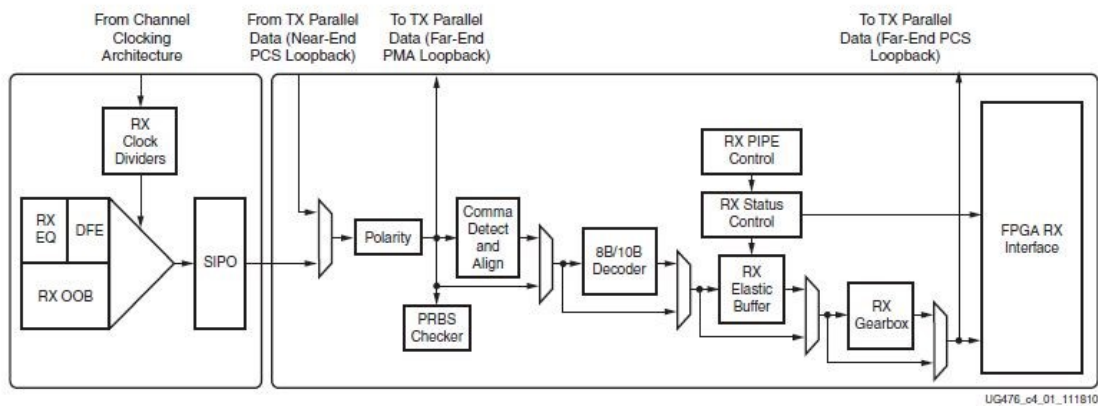 From Channel
Clocking
Architecture
From TX Parallel
Data (Near-End
PCS Loopback)
To TX Parallel
Data (Far-End
PMA Loopback)
To TX Parallel
Data (Far-End PCS
Loopback)
RX
Clock
Dividers
RX
EQ
DFE
RX OOB
SIPO
Polarity
Comma
Detect
and
Align
PRBS
Checker
8B/10B
Decoder
RX PIPE
Control
RX Status
Control
RX
Elastic
Buffer
RX
Gearbox
FPGA RX
Interface
UG476_c4_01_111810